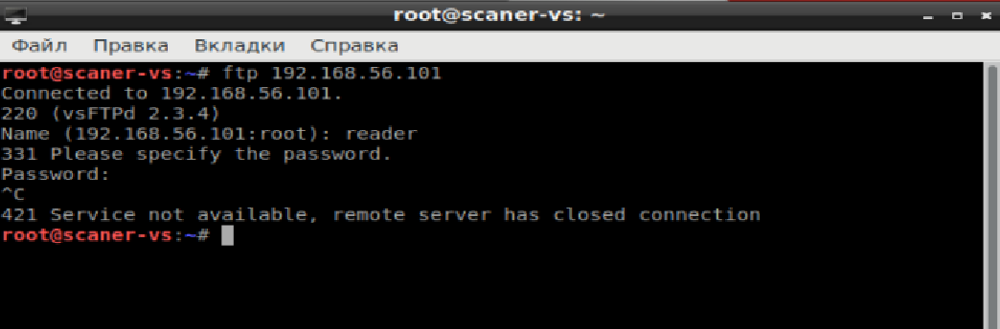 root@scaner-vs: ~
Файл Правка Вкладки Справка
root@scaner-vs:~# ftp 192.168.56.101
Connected to 192.168.56.101.
220 (vsFTPd 2.3.4)
Name (192.168.56.101:root): reader
331 Please specify the password.
Password:
^C
421 Service not available, remote server has closed connection
root@scaner-vs:~#